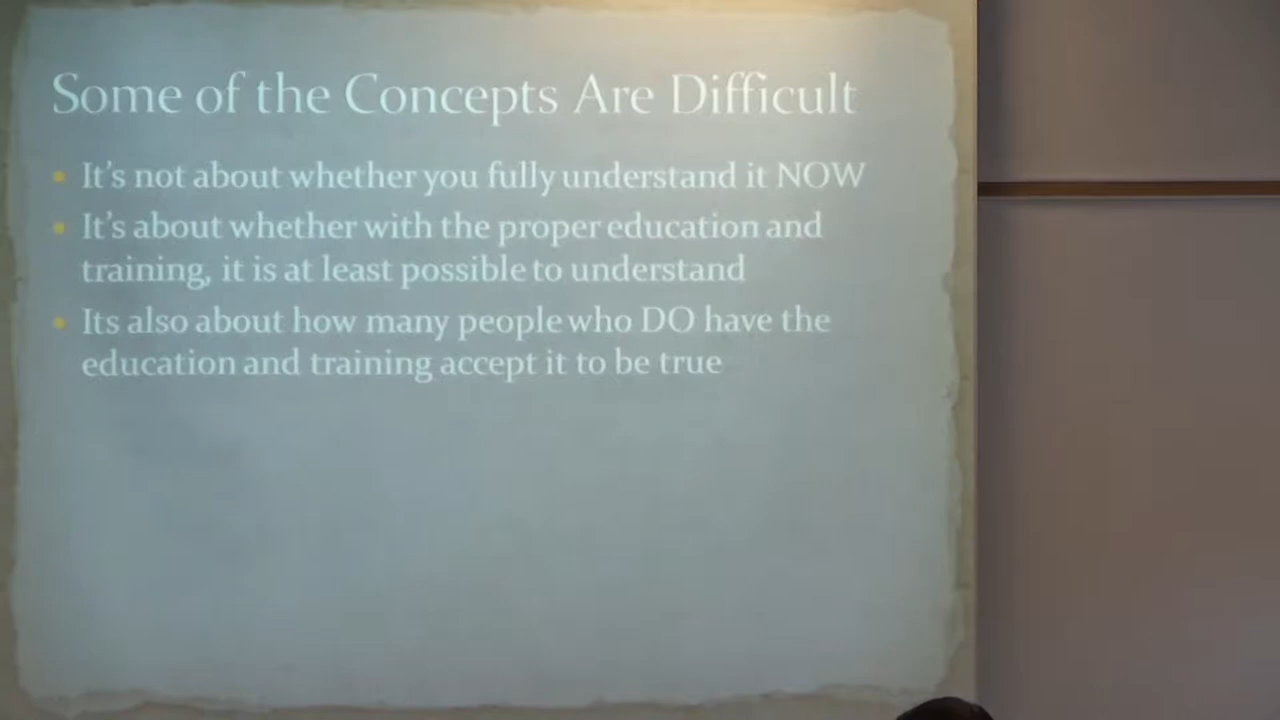 Some of the Concepts Are Difficult
• It's not about whether you fully understand it NOW
• It's about whether with the proper education and
training, it is at least possible to understand
• Its also about how many people who DO have the
education and training accept it to be true